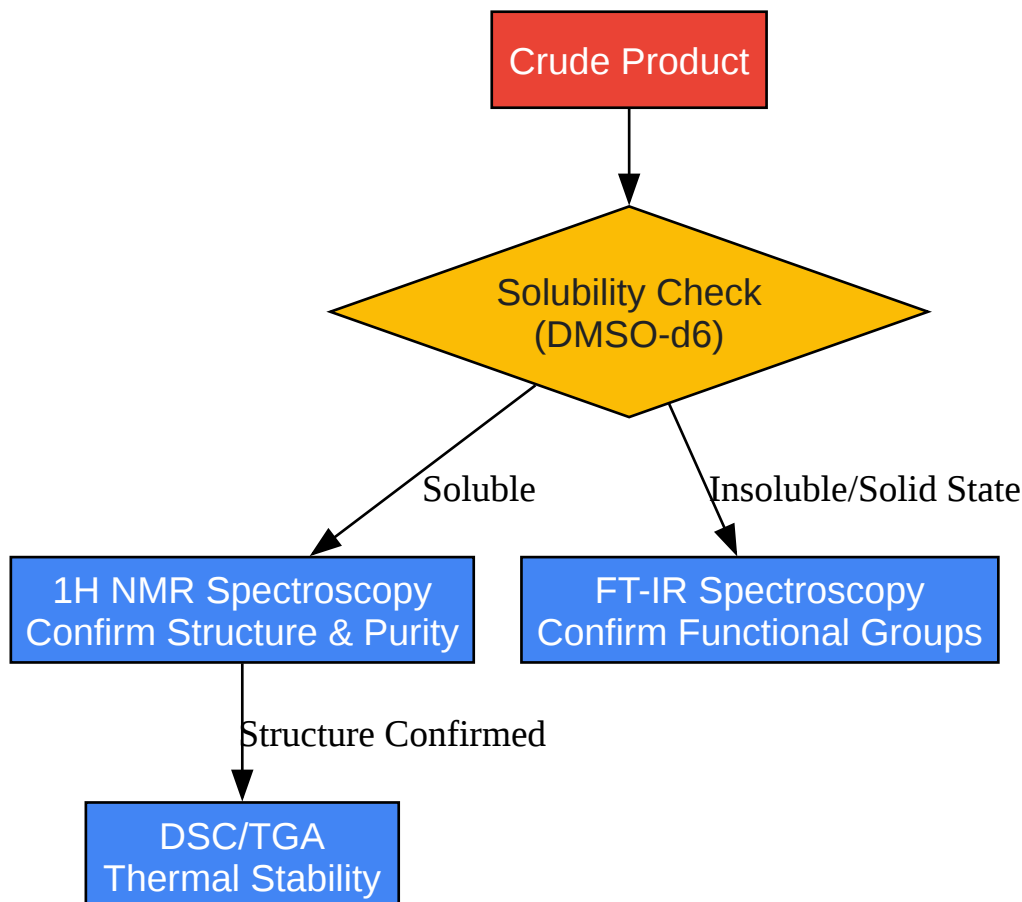 Crude Product
Solubility Check
(DMSO-d6)
Soluble
Insoluble/Solid State
1H NMR Spectroscopy
Confirm Structure & Purity
FT-IR Spectroscopy
Confirm Functional Groups
Structure Confirmed
DSC/TGA
Thermal Stability